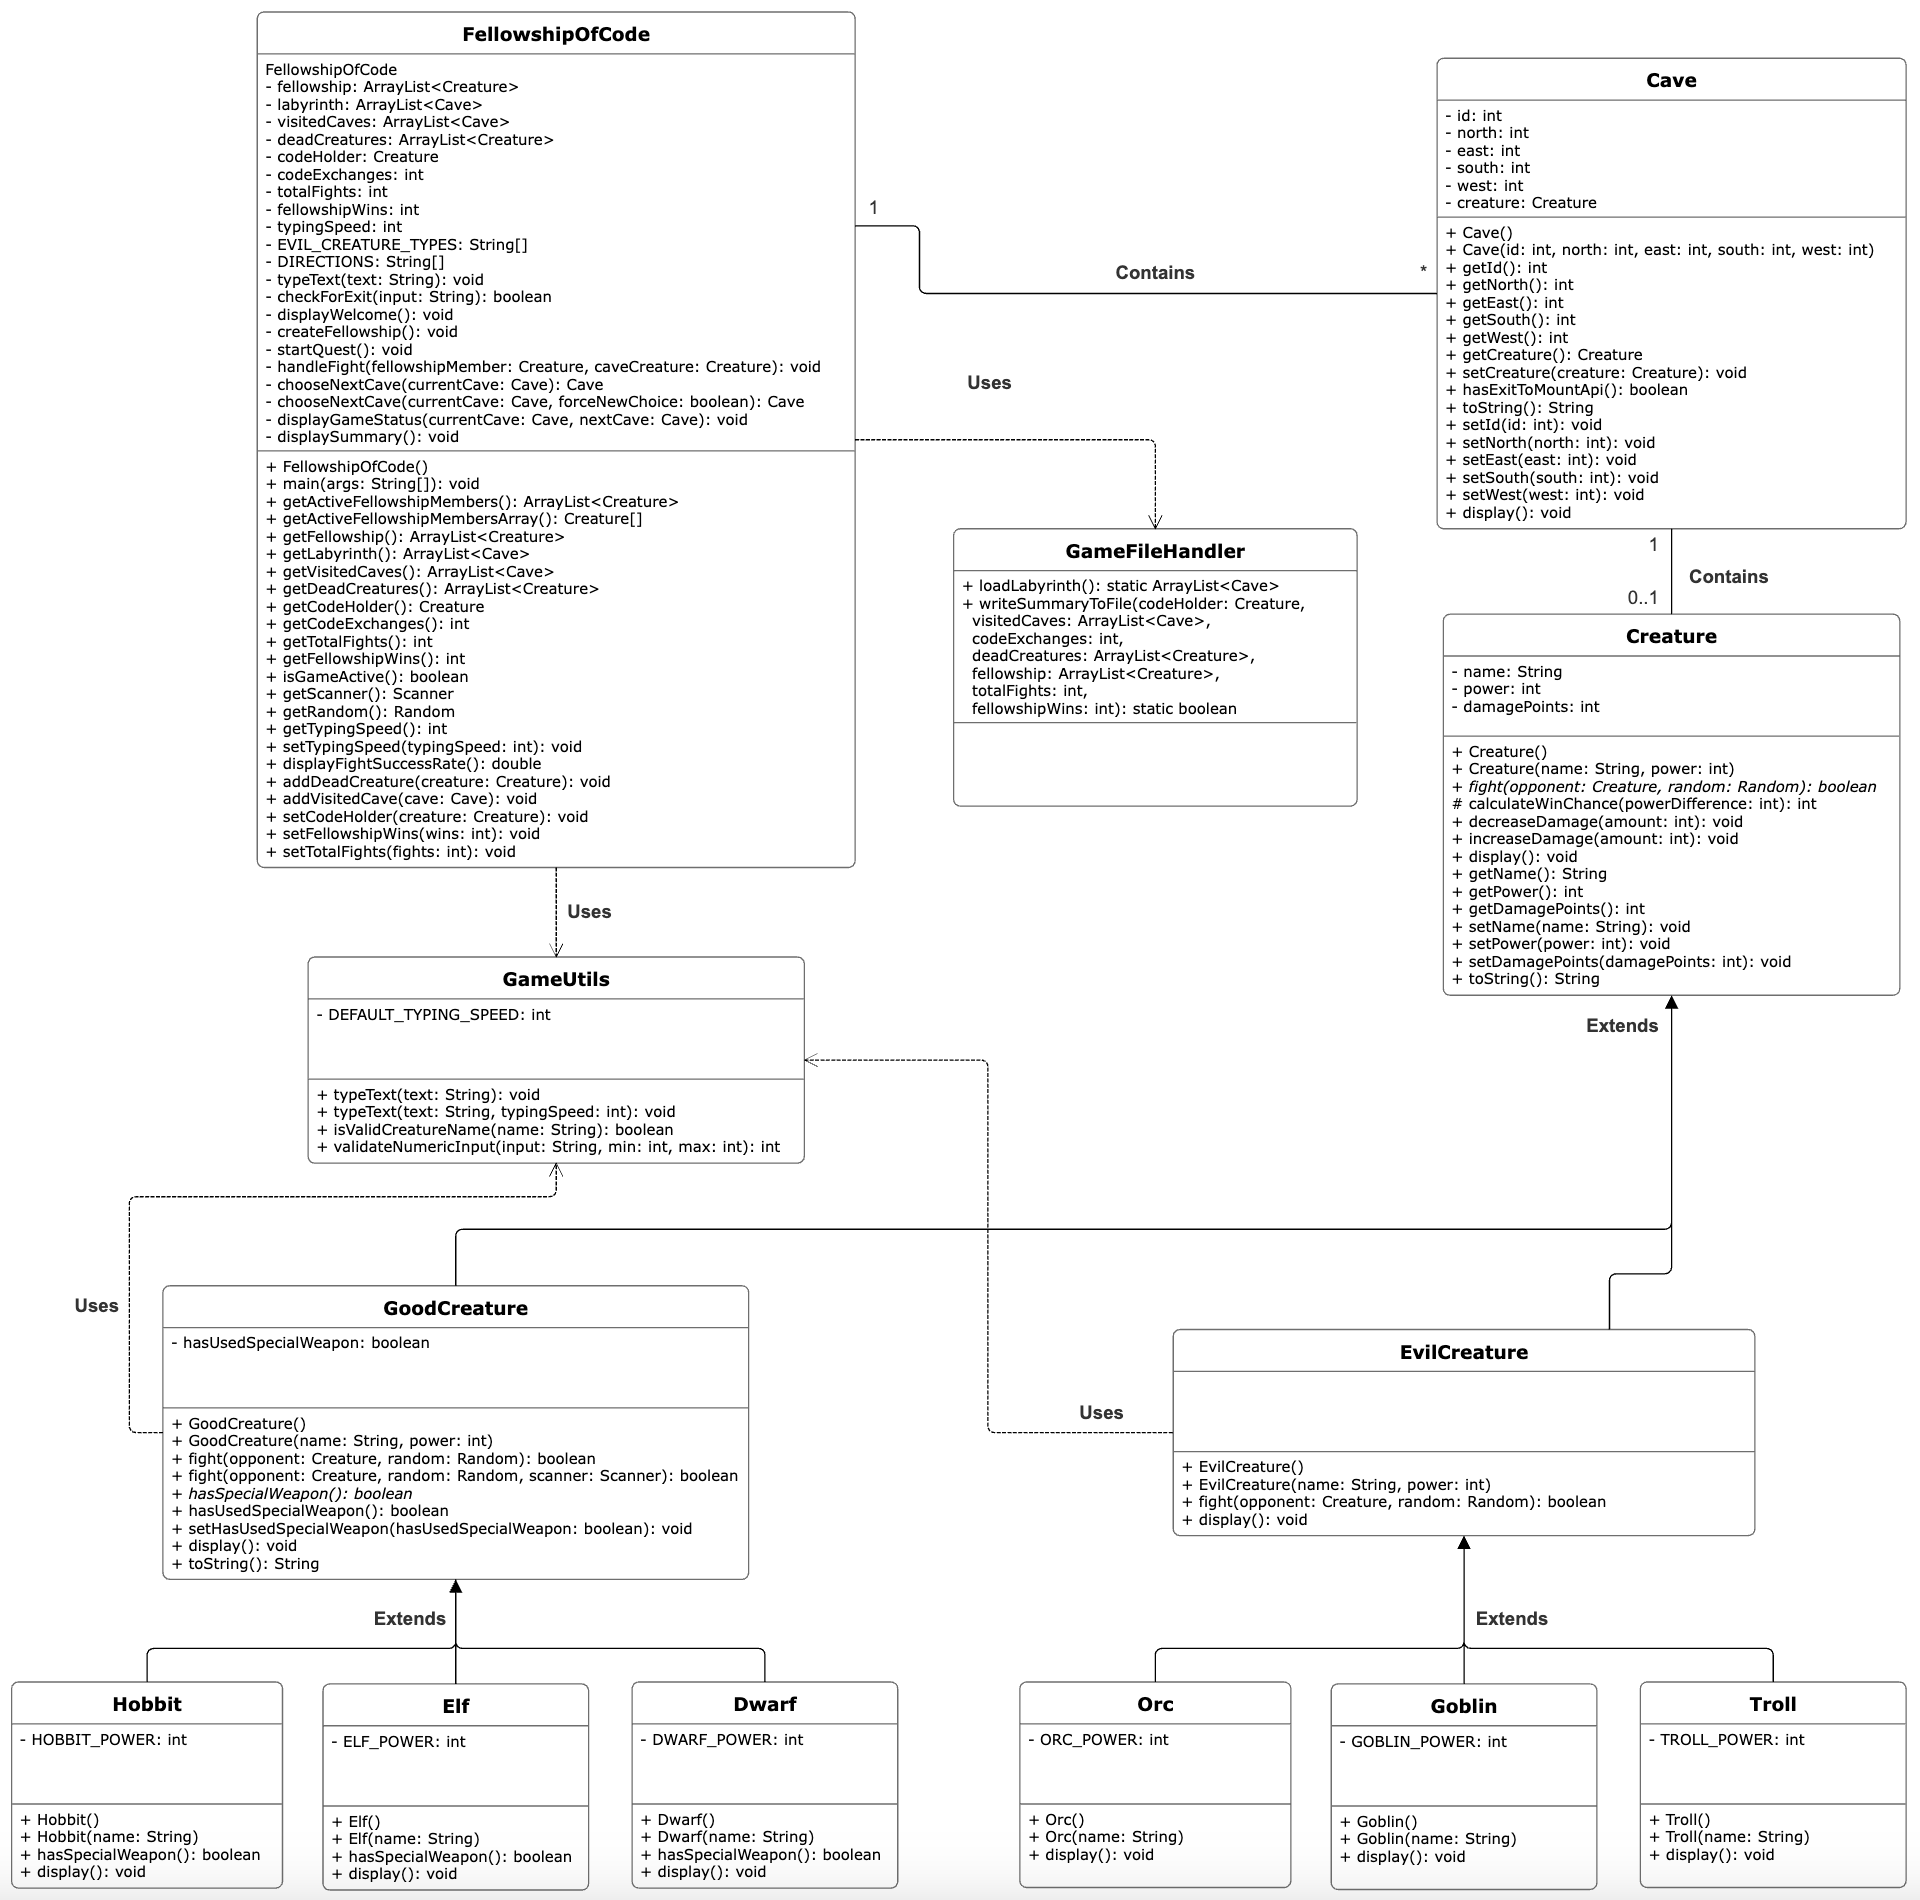 FellowshipOfCode
FellowshipOfCode
- fellowship: ArrayList<Creature>
- labyrinth: ArrayList<Cave>
- visitedCaves: ArrayList<Cave>
- deadCreatures: ArrayList<Creature>
- codeHolder: Creature
- codeExchanges: int
- totalFights: int
- fellowshipWins: int
- typingSpeed: int
- EVIL_CREATURE_TYPES: String[]
- DIRECTIONS: String[]
- typeText(text: String): void
- checkForExit(input: String): boolean
- displayWelcome(): void
- createFellowship(): void
- startQuest(): void
- handleFight(fellowshipMember: Creature, caveCreature: Creature): void
- chooseNextCave(currentCave: Cave): Cave
- chooseNextCave(currentCave: Cave, forceNewChoice: boolean): Cave
- displayGameStatus(currentCave: Cave, nextCave: Cave): void
- displaySummary(): void
+ FellowshipOfCode()
+ main(args: String[]): void
+ getActiveFellowshipMembers(): ArrayList<Creature>
+ getActiveFellowshipMembersArray(): Creature[]
+ getFellowship(): ArrayList<Creature>
+ getLabyrinth(): ArrayList<Cave>
+ getVisitedCaves(): ArrayList<Cave>
+ getDeadCreatures(): ArrayList<Creature>
+ getCodeHolder(): Creature
+ getCodeExchanges(): int
+ getTotalFights(): int
+ getFellowshipWins(): int
+ isGameActive(): boolean
+ getScanner(): Scanner
+ getRandom(): Random
+ getTypingSpeed(): int
+ setTypingSpeed(typingSpeed: int): void
+ displayFightSuccessRate(): double
+ addDeadCreature(creature: Creature): void
+ addVisitedCave(cave: Cave): void
+ setCodeHolder(creature: Creature): void
+ setFellowshipWins(wins: int): void
+ setTotalFights(fights: int): void
1
Contains
*
Cave
- id: int
- north: int
- east: int
- south: int
- west: int
- creature: Creature
+ Cave()
+ Cave(id: int, north: int, east: int, south: int, west: int)
+ getId(): int
+ getNorth(): int
+ getEast(): int
+ getSouth(): int
+ getWest(): int
+ getCreature(): Creature
+ setCreature(creature: Creature): void
+ hasExitToMountApi(): boolean
+ toString(): String
+ setId(id: int): void
+ setNorth(north: int): void
+ setEast(east: int): void
+ setSouth(south: int): void
+ setWest(west: int): void
+ display(): void
Uses
GameFileHandler
+ loadLabyrinth(): static ArrayList<Cave>
+ writeSummaryToFile(codeHolder: Creature,
visitedCaves: ArrayList<Cave>,
codeExchanges: int,
deadCreatures: ArrayList<Creature>,
fellowship: ArrayList<Creature>,
totalFights: int,
fellowshipWins: int): static boolean
1
Contains
0..1
Creature
- name: String
- power: int
- damagePoints: int
+ Creature()
+ Creature(name: String, power: int)
+ fight(opponent: Creature, random: Random): boolean
# calculateWinChance(powerDifference: int): int
+ decreaseDamage(amount: int): void
+ increaseDamage(amount: int): void
+ display(): void
+ getName(): String
+ getPower(): int
+ getDamagePoints(): int
+ setName(name: String): void
+ setPower(power: int): void
+ setDamagePoints(damagePoints: int): void
+ toString(): String
Uses
GameUtils
- DEFAULT_TYPING_SPEED: int
+ typeText(text: String): void
+ typeText(text: String, typingSpeed: int): void
+ isValidCreatureName(name: String): boolean
+ validateNumericInput(input: String, min: int, max: int): int
Extends
Uses
GoodCreature
- hasUsedSpecialWeapon: boolean
+ GoodCreature()
+ GoodCreature(name: String, power: int)
+ fight(opponent: Creature, random: Random): boolean
+ fight(opponent: Creature, random: Random, scanner: Scanner): boolean
+ hasSpecialWeapon(): boolean
+ hasUsedSpecialWeapon(): boolean
+ setHasUsedSpecialWeapon(hasUsedSpecialWeapon: boolean): void
+ display(): void
+ toString(): String
Uses
EvilCreature
+ EvilCreature()
+ EvilCreature(name: String, power: int)
+ fight(opponent: Creature, random: Random): boolean
+ display(): void
Extends
Extends
Hobbit
- HOBBIT_POWER: int
+ Hobbit()
+ Hobbit(name: String)
+ hasSpecialWeapon(): boolean
+ display(): void
Elf
- ELF_POWER: int
+ Elf()
+ Elf(name: String)
+ hasSpecialWeapon(): boolean
+ display(): void
Dwarf
- DWARF_POWER: int
+ Dwarf()
+ Dwarf(name: String)
+ hasSpecialWeapon(): boolean
+ display(): void
Orc
- ORC_POWER: int
+ Orc()
+ Orc(name: String)
+ display(): void
Goblin
- GOBLIN_POWER: int
+ Goblin()
+ Goblin(name: String)
+ display(): void
Troll
- TROLL_POWER: int
+ Troll()
+ Troll(name: String)
+ display(): void